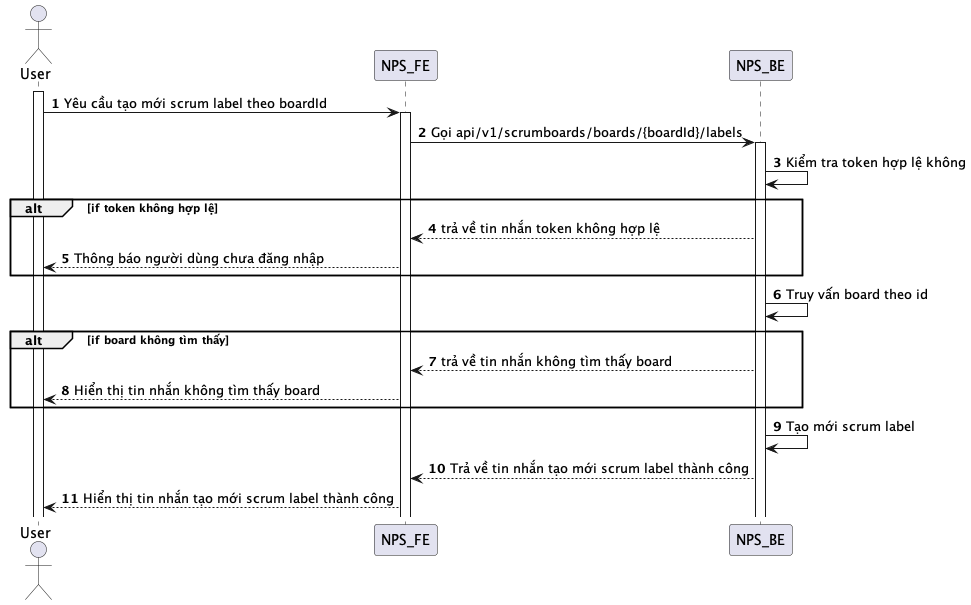 User
NPS_FE
NPS_BE
1 Yêu cầu tạo mới scrum label theo boardId
2 Gọi api/v1/scrumboards/boards/{boardId}/labels
3 Kiểm tra token hợp lệ không
alt [if token không hợp lệ]
4 trả về tin nhắn token không hợp lệ
5 Thông báo người dùng chưa đăng nhập
6 Truy vấn board theo id
alt [if board không tìm thấy]
7 trả về tin nhắn không tìm thấy board
8 Hiển thị tin nhắn không tìm thấy board
9 Tạo mới scrum label
10 Trả về tin nhắn tạo mới scrum label thành công
11 Hiển thị tin nhắn tạo mới scrum label thành công
User
NPS_FE
NPS_BE